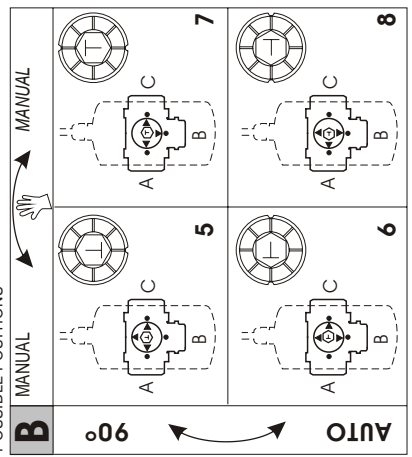 POSSIBLE POSITIONS
B MANUAL MANUAL
90°
A C
B
5
A C
B
7
AUTO
A C
B
6
A C
B
8